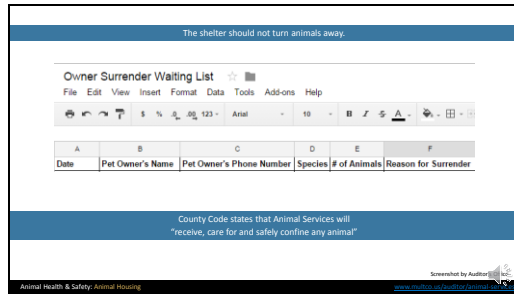 The shelter should not turn animals away.
Owner Surrender Waiting List
File Edit View Insert Format Data Tools Add-ons Help
$ % .0 .00 123 Arial 10 B I S A
A B C D E F
Date Pet Owner's Name Pet Owner's Phone Number Species # of Animals Reason for Surrender
County Code states that Animal Services will
“receive, care for and safely confine any animal”
Screenshot by Auditor's Office
Animal Health & Safety: Animal Housing
www.multco.us/auditor/animal-services